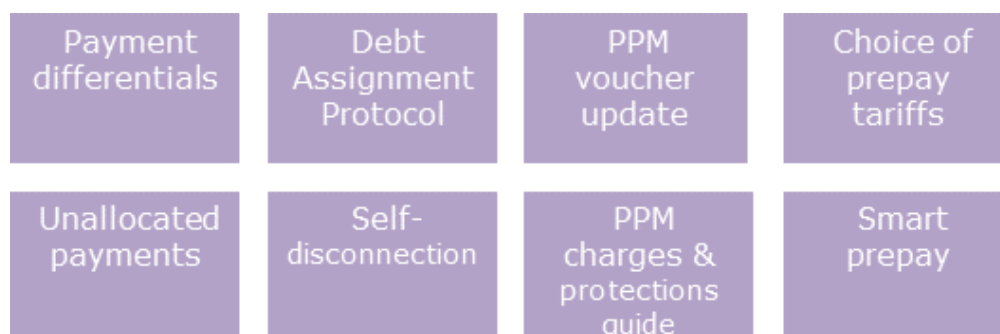 Payment
differentials
Debt
Assignment
Protocol
PPM
voucher
update
Choice of
prepay
tariffs
Unallocated
payments
Self-
disconnection
PPM
charges &
protections
guide
Smart
prepay